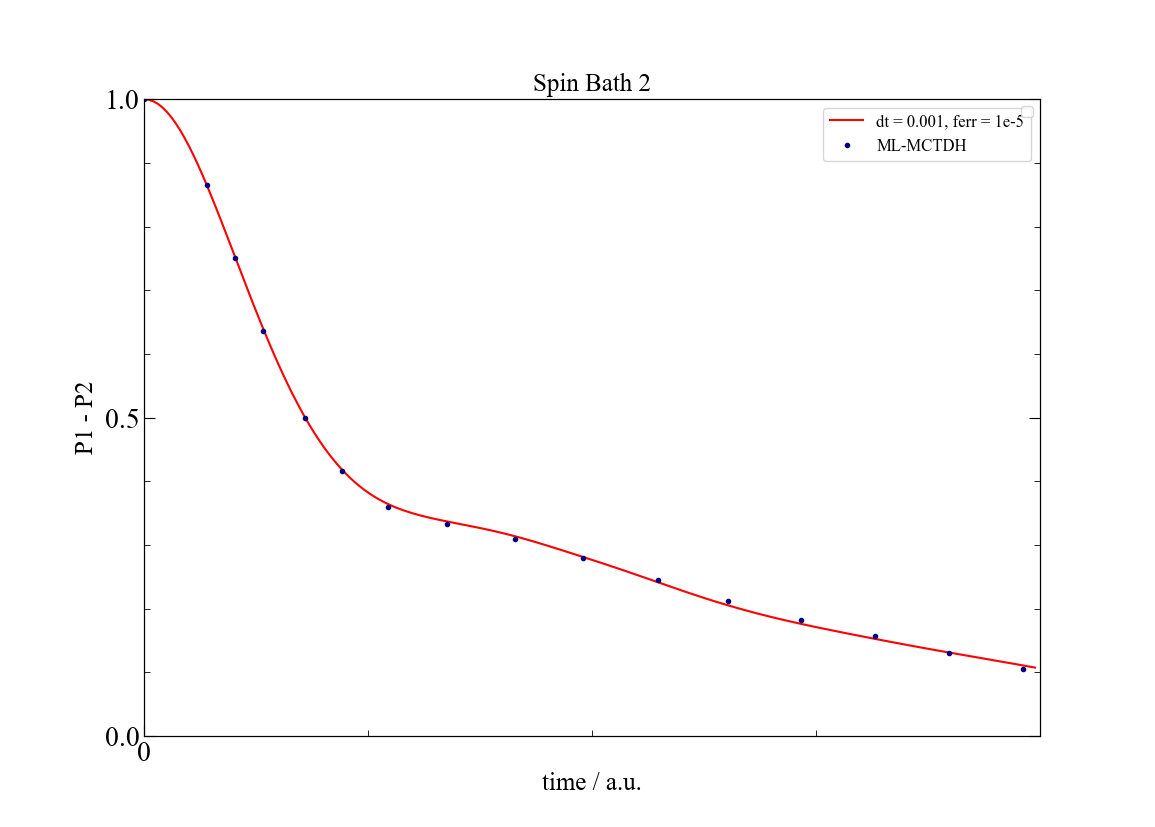 Spin Bath 2
1.0
dt = 0.001, ferr = 1e-5
ML-MCTDH
P1 - P2
0.5
0.0
0
time / a.u.